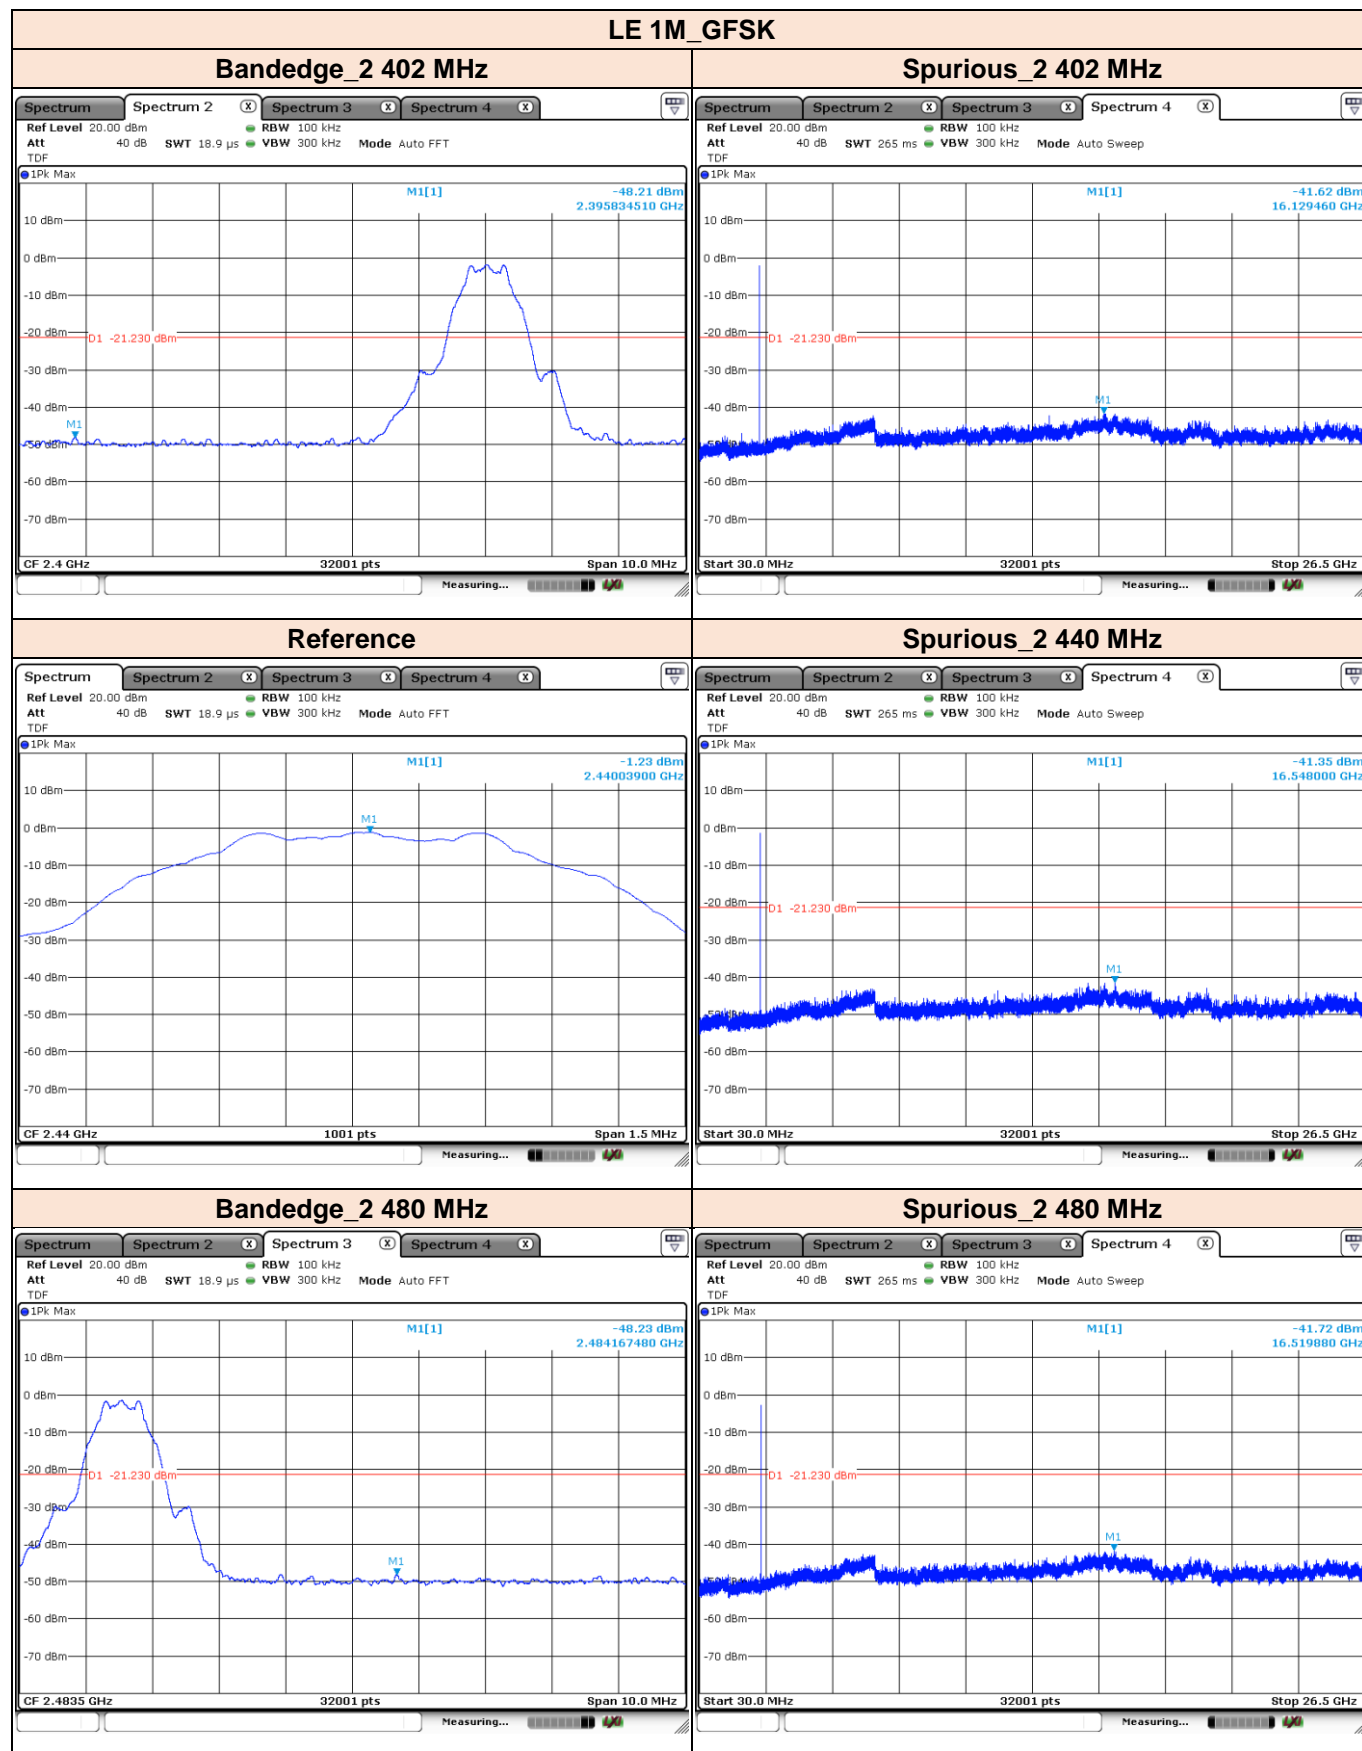 LE 1M_GFSK
Bandedge_2 402 MHz
Spurious_2 402 MHz
Spectrum Spectrum 2 X Spectrum 3 X Spectrum 4 X
Ref Level 20.00 dBm RBW 100 kHz
Att 40 dB SWT 18.9 µs VBW 300 kHz Mode Auto FFT
TDF
1Pk Max
M1[1] -48.21 dBm
2.395834510 GHz
10 dBm
0 dBm
-10 dBm
-20 dBm
D1 -21.230 dBm
-30 dBm
-40 dBm
M1
-50 dBm
-60 dBm
-70 dBm
CF 2.4 GHz 32001 pts Span 10.0 MHz
Measuring... LXI
Spectrum Spectrum 2 X Spectrum 3 X Spectrum 4 X
Ref Level 20.00 dBm RBW 100 kHz
Att 40 dB SWT 265 ms VBW 300 kHz Mode Auto Sweep
TDF
1Pk Max
M1[1] -41.62 dBm
16.129460 GHz
10 dBm
0 dBm
-10 dBm
-20 dBm
D1 -21.230 dBm
-30 dBm
-40 dBm
M1
-50 dBm
-60 dBm
-70 dBm
Start 30.0 MHz 32001 pts Stop 26.5 GHz
Measuring... LXI
Reference
Spurious_2 440 MHz
Spectrum Spectrum 2 X Spectrum 3 X Spectrum 4 X
Ref Level 20.00 dBm RBW 100 kHz
Att 40 dB SWT 18.9 µs VBW 300 kHz Mode Auto FFT
TDF
1Pk Max
M1[1] -1.23 dBm
2.44003900 GHz
10 dBm
M1
0 dBm
-10 dBm
-20 dBm
-30 dBm
-40 dBm
-50 dBm
-60 dBm
-70 dBm
CF 2.44 GHz 1001 pts Span 1.5 MHz
Measuring... LXI
Spectrum Spectrum 2 X Spectrum 3 X Spectrum 4 X
Ref Level 20.00 dBm RBW 100 kHz
Att 40 dB SWT 265 ms VBW 300 kHz Mode Auto Sweep
TDF
1Pk Max
M1[1] -41.35 dBm
16.548000 GHz
10 dBm
0 dBm
-10 dBm
-20 dBm
D1 -21.230 dBm
-30 dBm
M1
-40 dBm
-50 dBm
-60 dBm
-70 dBm
Start 30.0 MHz 32001 pts Stop 26.5 GHz
Measuring... LXI
Bandedge_2 480 MHz
Spurious_2 480 MHz
Spectrum Spectrum 2 X Spectrum 3 X Spectrum 4 X
Ref Level 20.00 dBm RBW 100 kHz
Att 40 dB SWT 18.9 µs VBW 300 kHz Mode Auto FFT
TDF
1Pk Max
M1[1] -48.23 dBm
2.484167480 GHz
10 dBm
0 dBm
-10 dBm
-20 dBm
D1 -21.230 dBm
-30 dBm
-40 dBm
M1
-50 dBm
-60 dBm
-70 dBm
CF 2.4835 GHz 32001 pts Span 10.0 MHz
Measuring... LXI
Spectrum Spectrum 2 X Spectrum 3 X Spectrum 4 X
Ref Level 20.00 dBm RBW 100 kHz
Att 40 dB SWT 265 ms VBW 300 kHz Mode Auto Sweep
TDF
1Pk Max
M1[1] -41.72 dBm
16.519880 GHz
10 dBm
0 dBm
-10 dBm
-20 dBm
D1 -21.230 dBm
-30 dBm
M1
-40 dBm
-50 dBm
-60 dBm
-70 dBm
Start 30.0 MHz 32001 pts Stop 26.5 GHz
Measuring... LXI